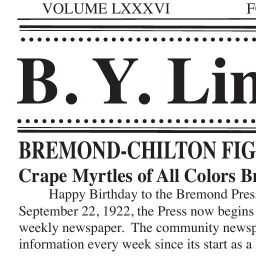 VOLUME LXXXVI
B. Y. Lin
BREMOND-CHILTON FIG
Crape Myrtles of All Colors Br
Happy Birthday to the Bremond Pres
September 22, 1922, the Press now begins
weekly newspaper. The community newsp
information every week since its start as a